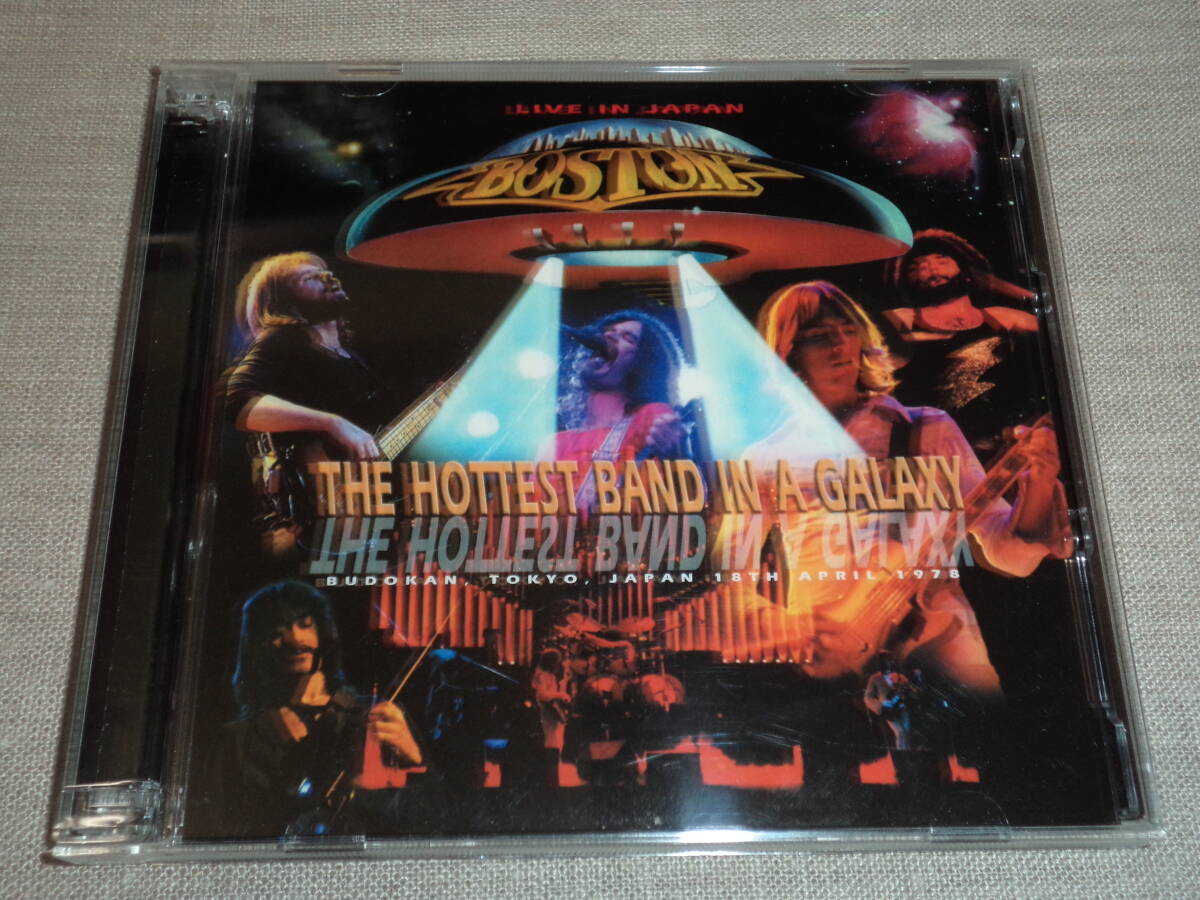 LIVE IN JAPAN
BOSTON
THE HOTTEST BAND IN A GALAXY
THE HOTTEST BAND IN A GALAXY
BUDOKAN, TOKYO, JAPAN 18TH APRIL 1978